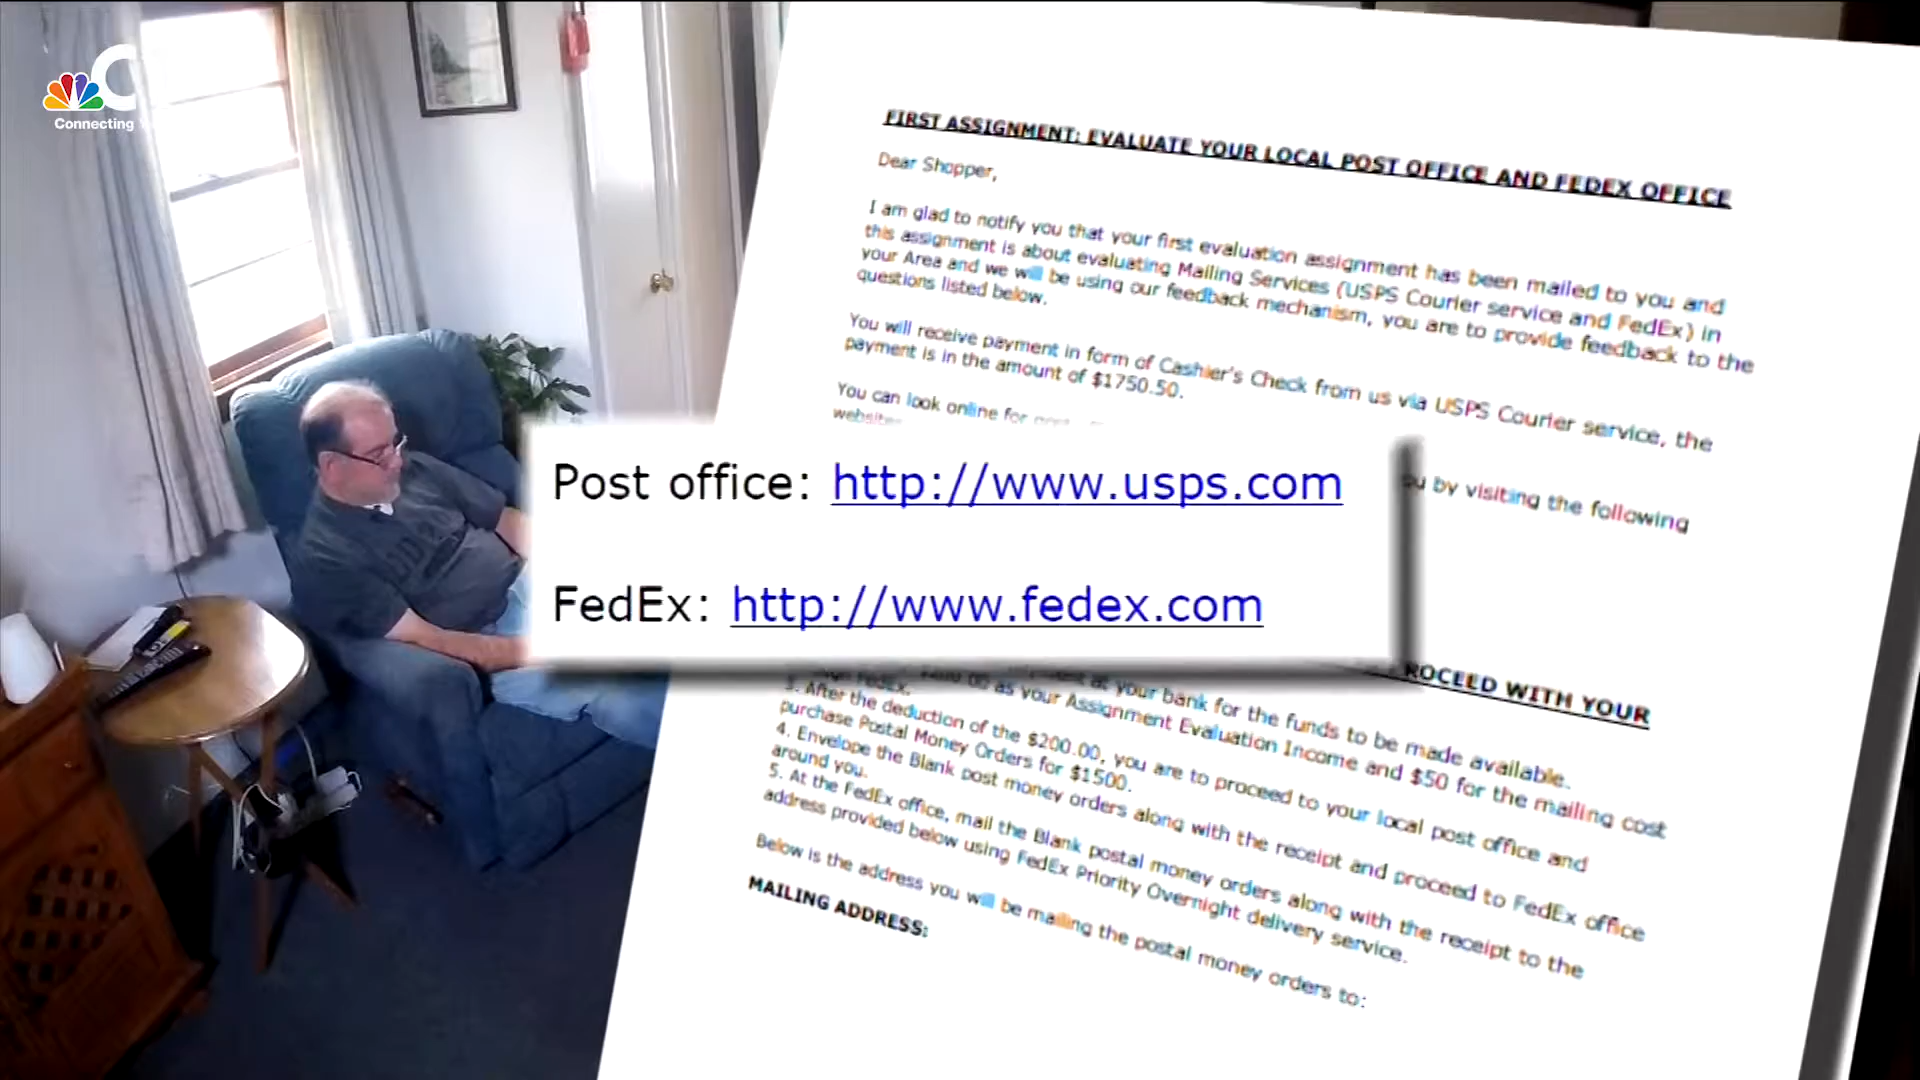 Connecting
FIRST ASSIGNMENT: EVALUATE YOUR LOCAL POST OFFICE AND FEDEX OFFICE
Dear Shopper,
I am glad to notify you that your first evaluation assignment has been mailed to you and
this assignment is about evaluating Mailing Services (USPS Courier service and FedEx) in
your Area and we will be using our feedback mechanism, you are to provide feedback to the
questions listed below.
You will receive payment in form of Cashier's Check from us via USPS Courier service, the
payment is in the amount of $1750.50.
You can look online for
by visiting the following
Post office: http://www.usps.com
FedEx: http://www.fedex.com
WITH YOUR
at your bank for the funds to be made available.
as your Assignment Evaluation Income and $50 for the mailing cost
FedEx.
3. After the deduction of the $200.00, you are to proceed to your local post office and
purchase Postal Money Orders for $1500.
4. Envelope the Blank post money orders along with the receipt and proceed to FedEx office
around you.
5. At the FedEx office, mail the Blank postal money orders along with the receipt to the
address provided below using FedEx Priority Overnight delivery service.
Below is the address you will be mailing the postal money orders to:
MAILING ADDRESS: